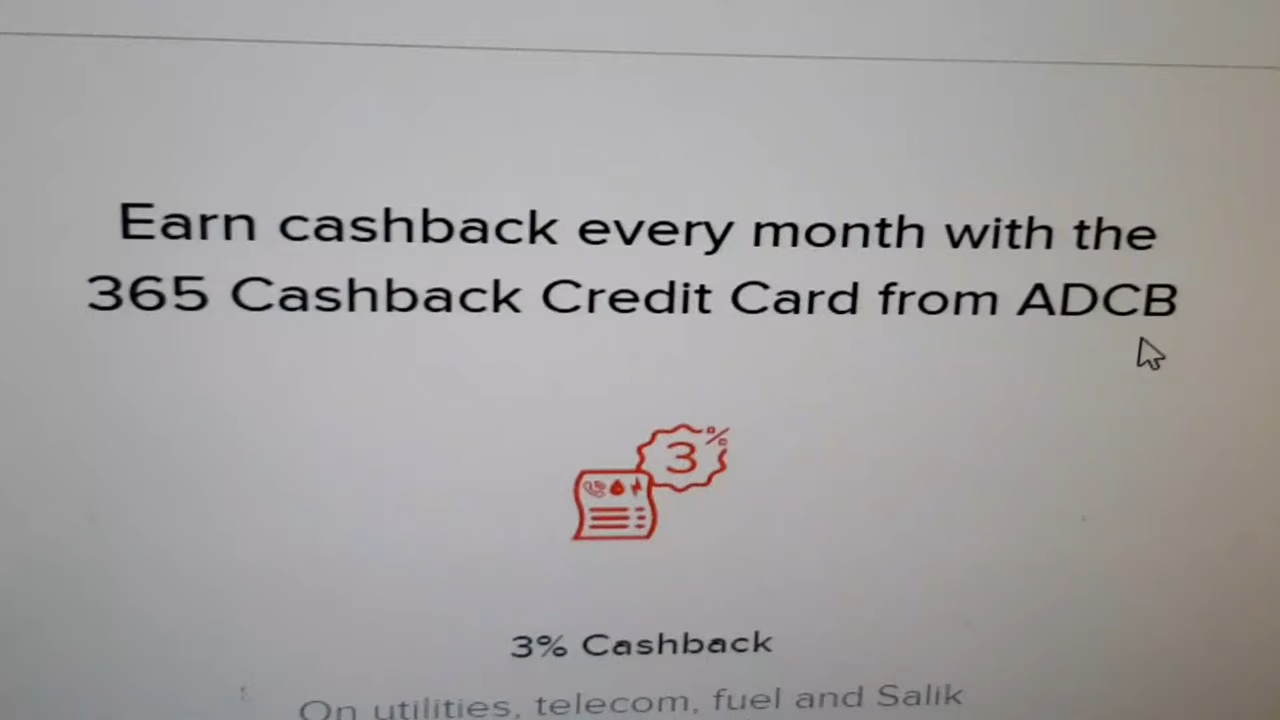 Earn cashback every month with the
365 Cashback Credit Card from ADCB
3%
3% Cashback
On utilities, telecom, fuel and Salik